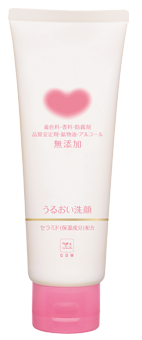 着色料・香料・防腐剤
品質安定剤・鉱物油・アルコール
無添加
うるおい洗顔
セラミド(保湿成分)配合